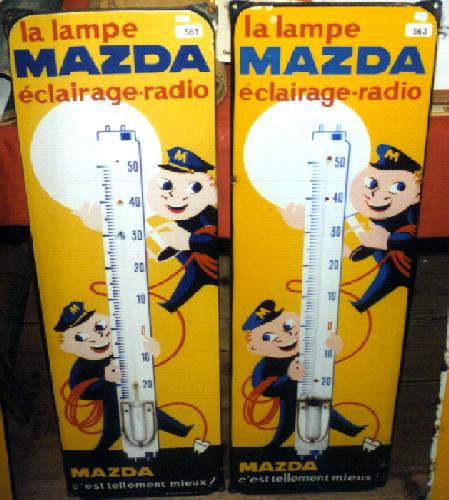 la lampe
MAZDA
éclairage-radio
561
M
50
40
30
20
10
0
10
20
M
MAZDA
c'est tellement mieux!
la lampe
MAZDA
éclairage-radio
563
M
50
40
30
20
10
0
10
20
M
MAZDA
c'est tellement mieux!